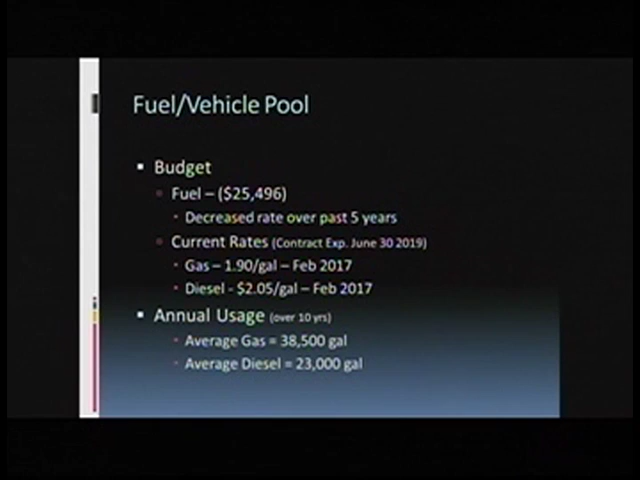 Fuel/Vehicle Pool
Budget
Fuel – ($25,496)
Decreased rate over past 5 years
Current Rates (Contract Exp. June 30 2019)
Gas – 1.90/gal – Feb 2017
Diesel - $2.05/gal – Feb 2017
Annual Usage (over 10 yrs)
Average Gas = 38,500 gal
Average Diesel = 23,000 gal